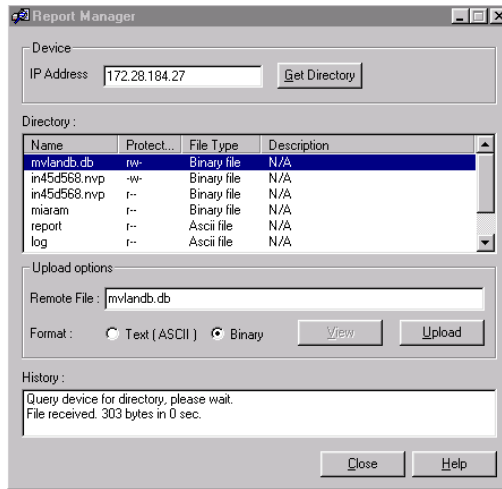 Report Manager
Device
IP Address 172.28.184.27 Get Directory
Directory :
Name Protect... File Type Description
mvlandb.db rw- Binary file N/A
in45d568.nvp -w- Binary file N/A
in45d568.nvp r-- Binary file N/A
miaram r-- Binary file N/A
report r-- Ascii file N/A
log r-- Ascii file N/A
Upload options
Remote File : mvlandb.db
Format : Text ( ASCII ) Binary View Upload
History :
Query device for directory, please wait.
File received. 303 bytes in 0 sec.
Close Help